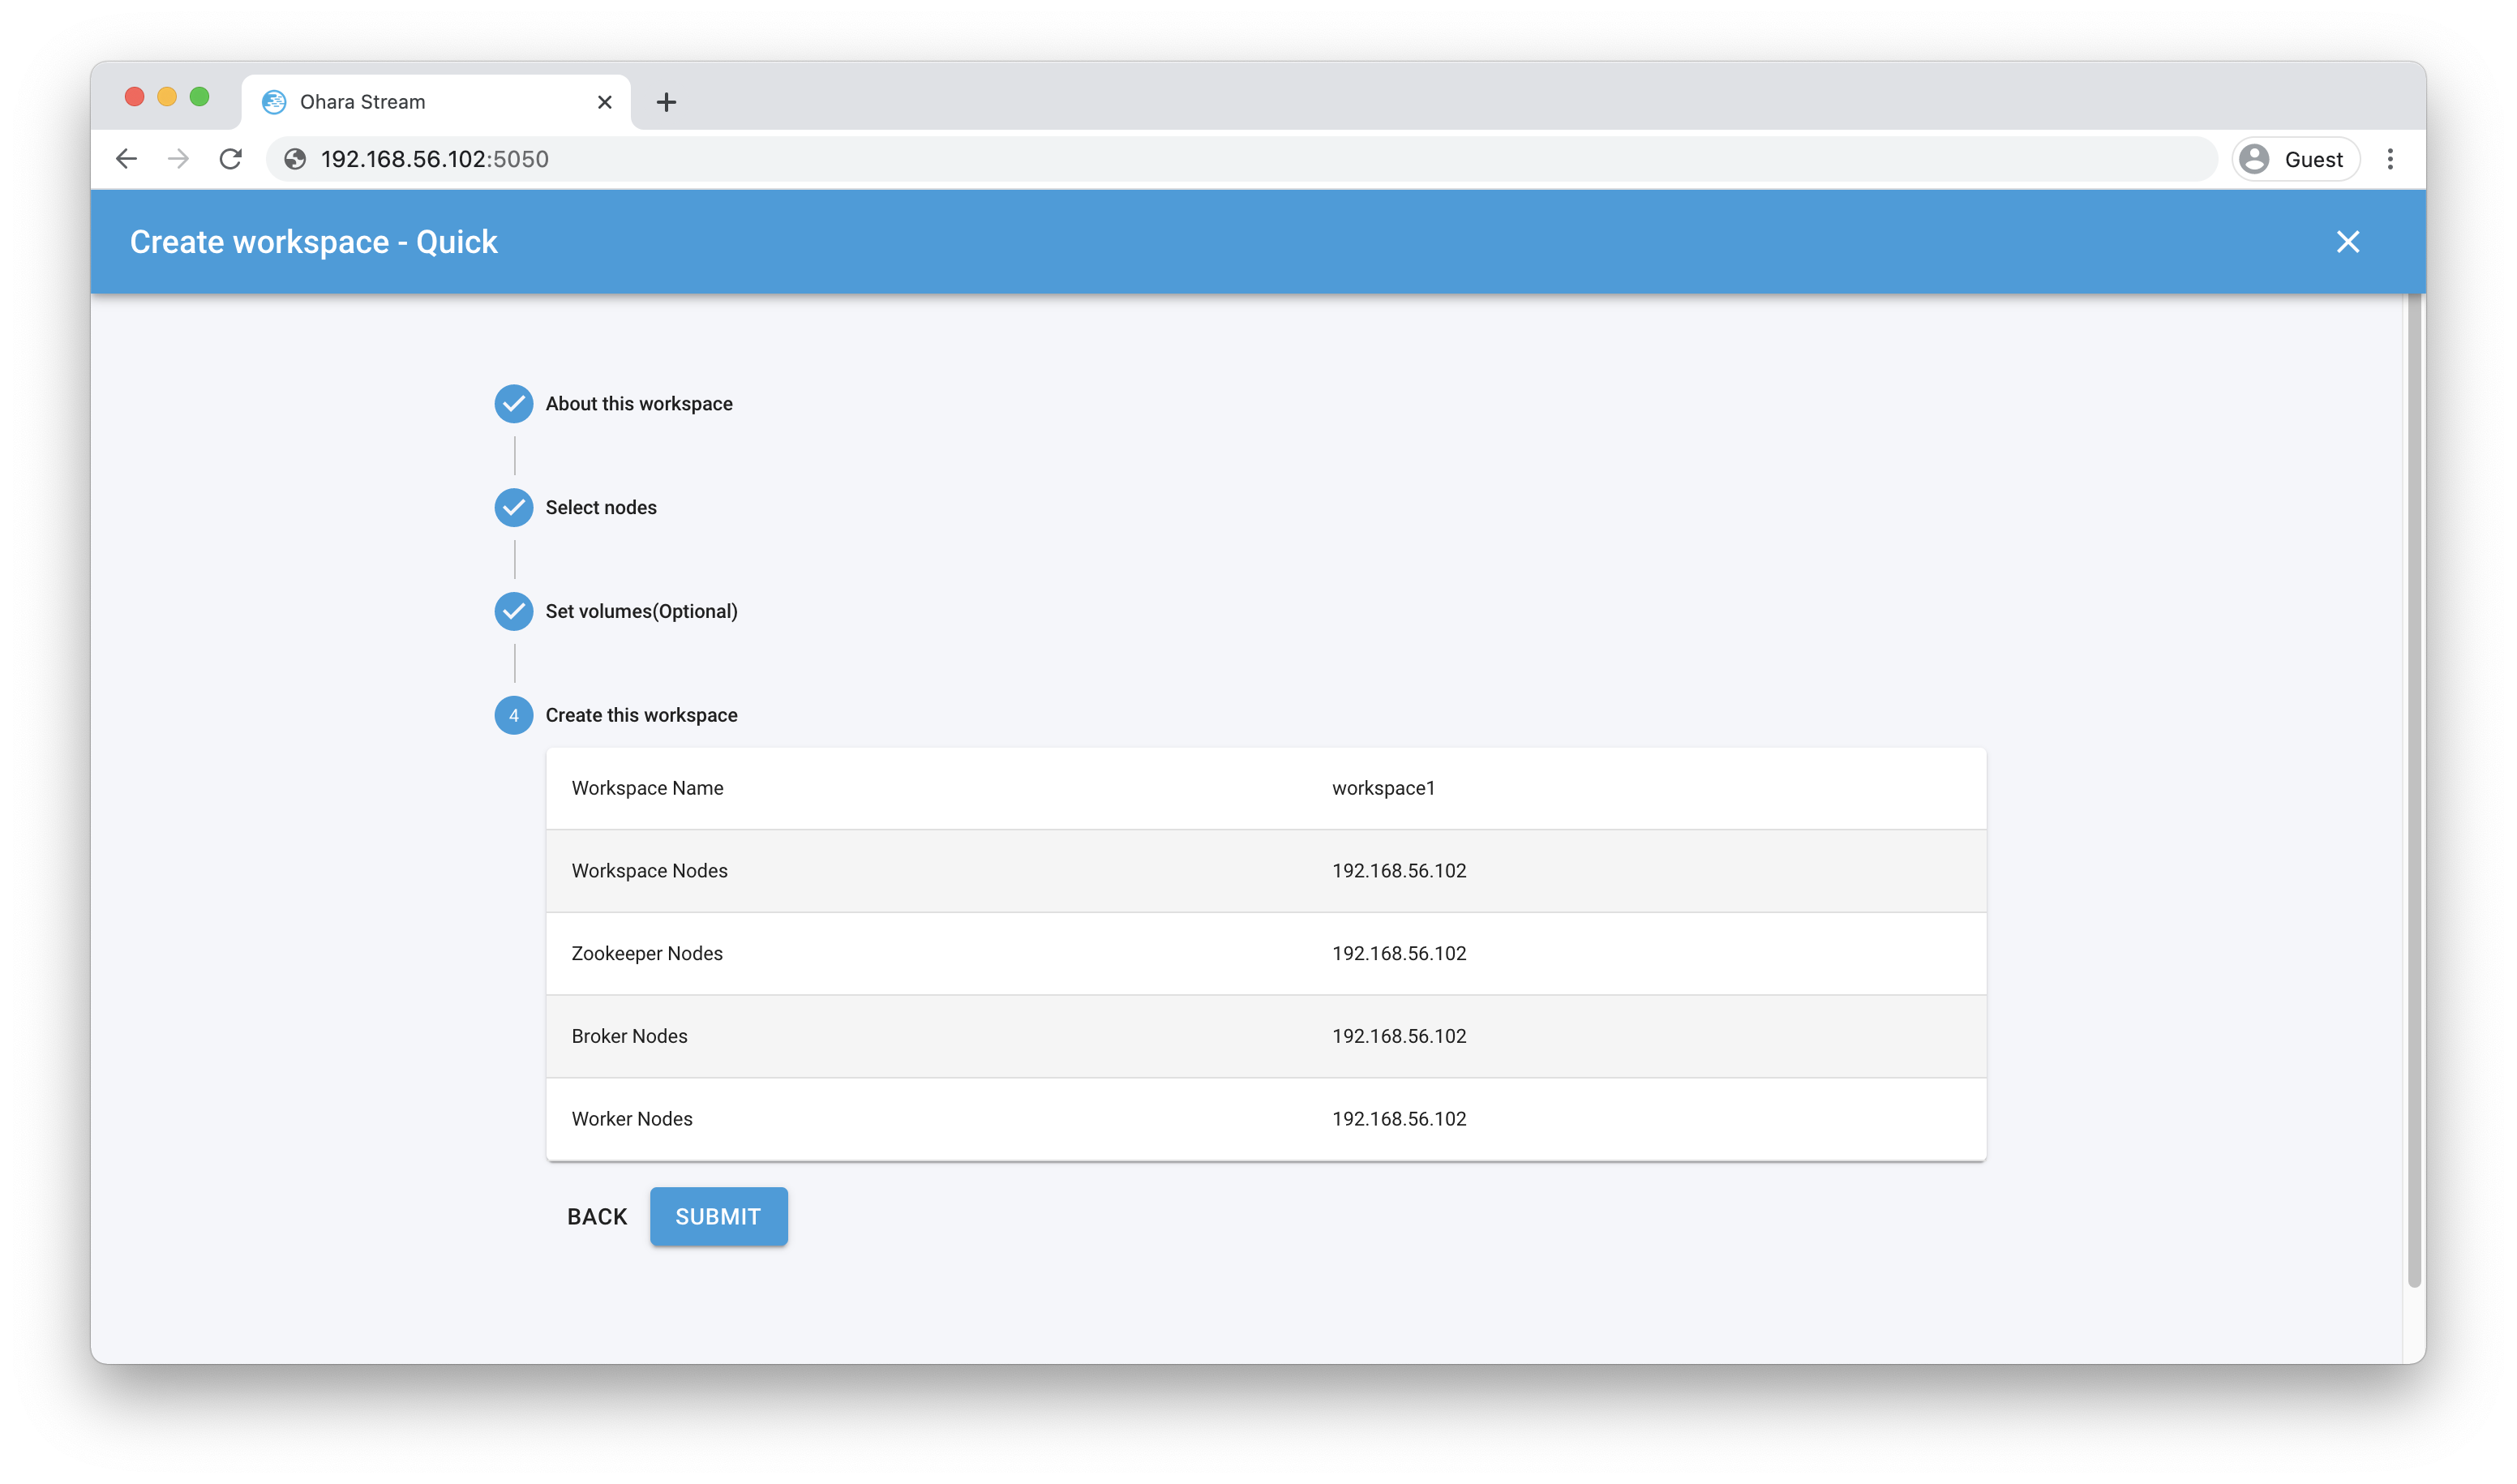 Ohara Stream
192.168.56.102:5050
Guest
Create workspace - Quick
About this workspace
Select nodes
Set volumes(Optional)
4 Create this workspace
Workspace Name workspace1
Workspace Nodes 192.168.56.102
Zookeeper Nodes 192.168.56.102
Broker Nodes 192.168.56.102
Worker Nodes 192.168.56.102
BACK SUBMIT